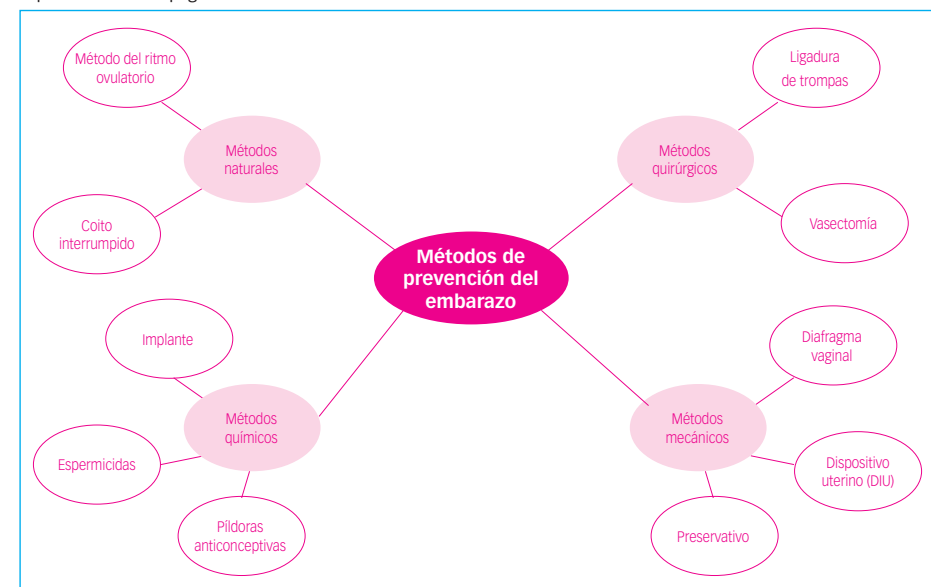 Método del ritmo
ovulatorio
Métodos
naturales
Coito
interrumpido
Ligadura
de trompas
Métodos
quirúrgicos
Vasectomía
Métodos de
prevención del
embarazo
Implante
Métodos
químicos
Espermicidas
Píldoras
anticonceptivas
Diafragma
vaginal
Métodos
mecánicos
Dispositivo
uterino (DIU)
Preservativo